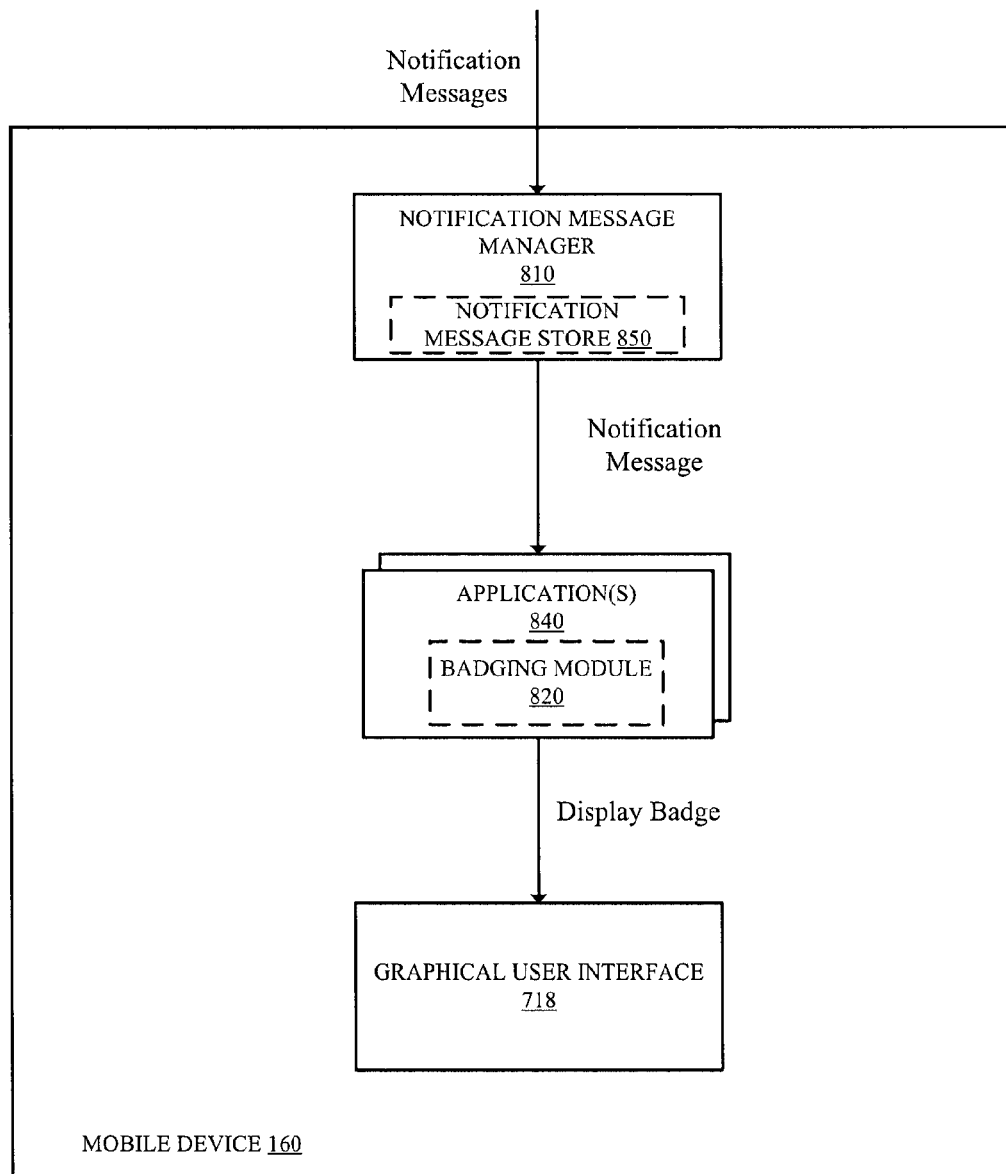 Notification
Messages
NOTIFICATION MESSAGE
MANAGER
810
NOTIFICATION
MESSAGE STORE 850
Notification
Message
APPLICATION(S)
840
BADGING MODULE
820
Display Badge
GRAPHICAL USER INTERFACE
718
MOBILE DEVICE 160